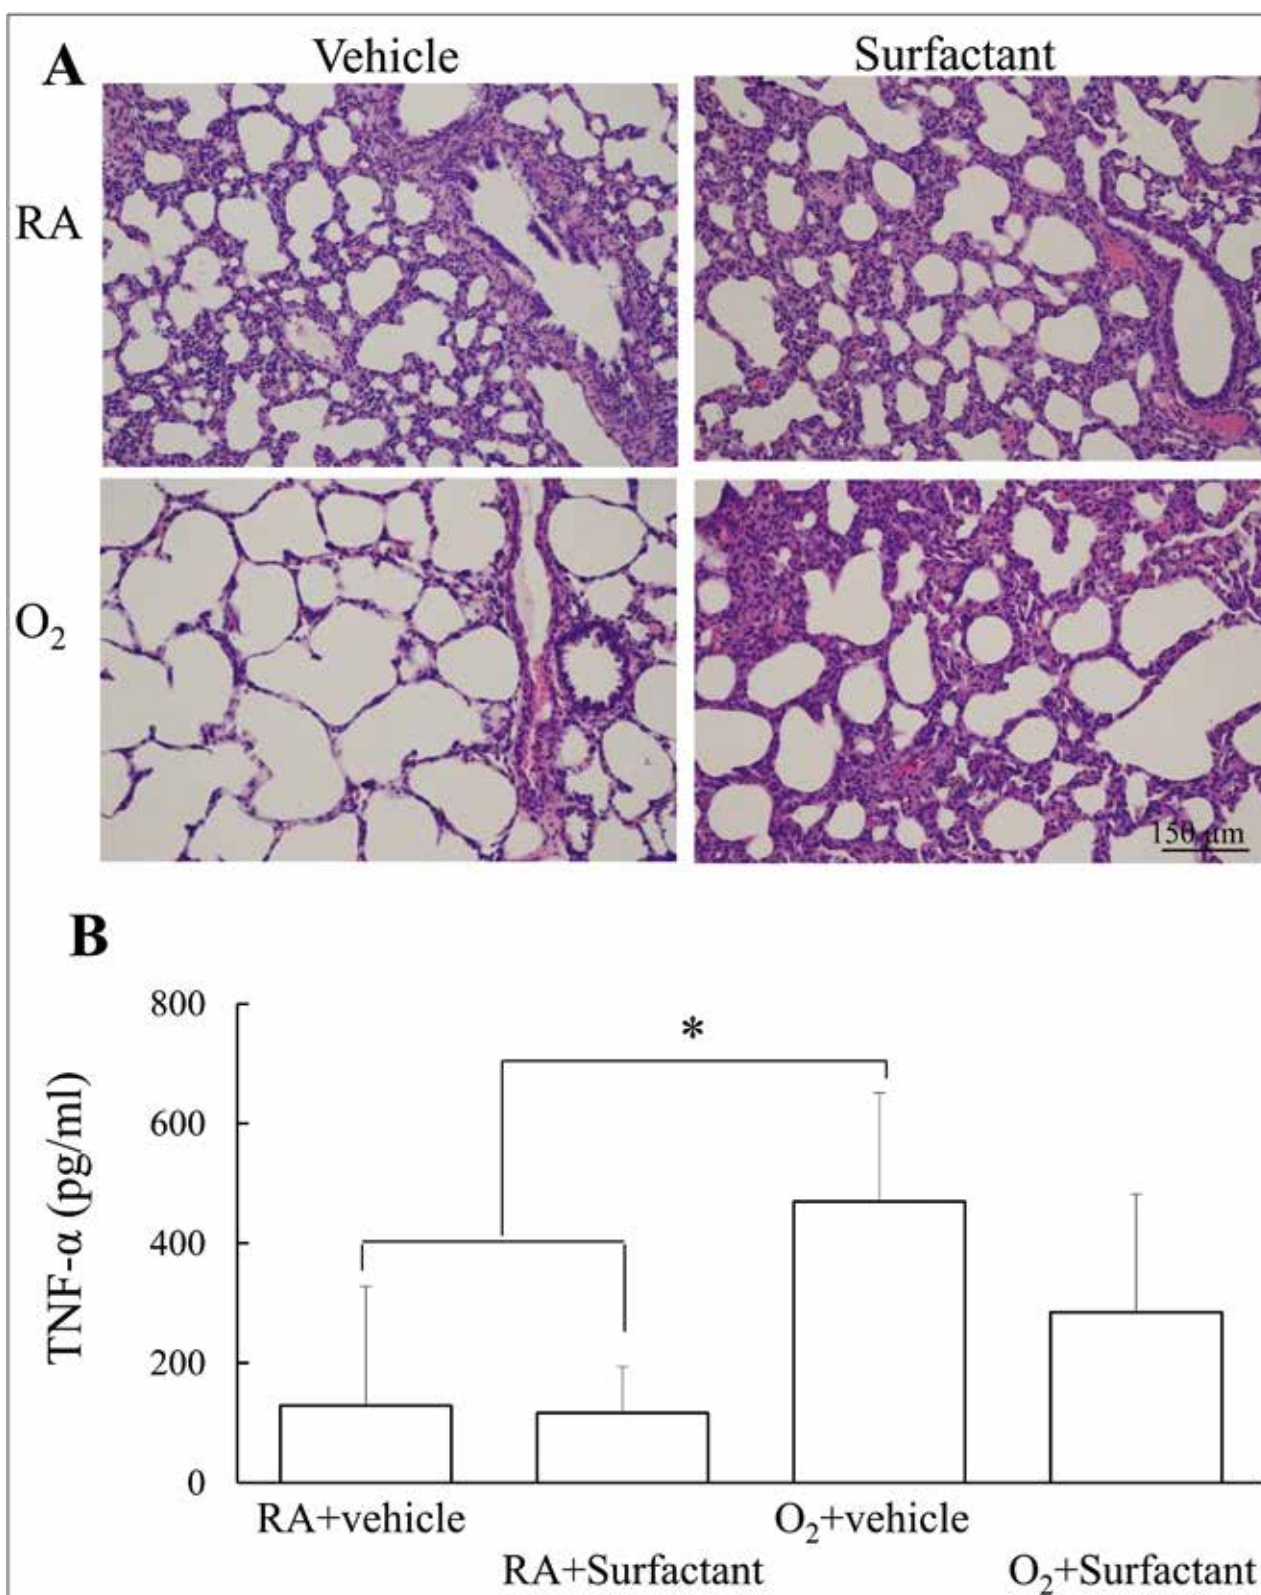 A
Vehicle
Surfactant
RA
O₂
150 µm
B
TNF-α (pg/ml)
800
600
400
200
0
*
RA+vehicle
RA+Surfactant
O₂+vehicle
O₂+Surfactant